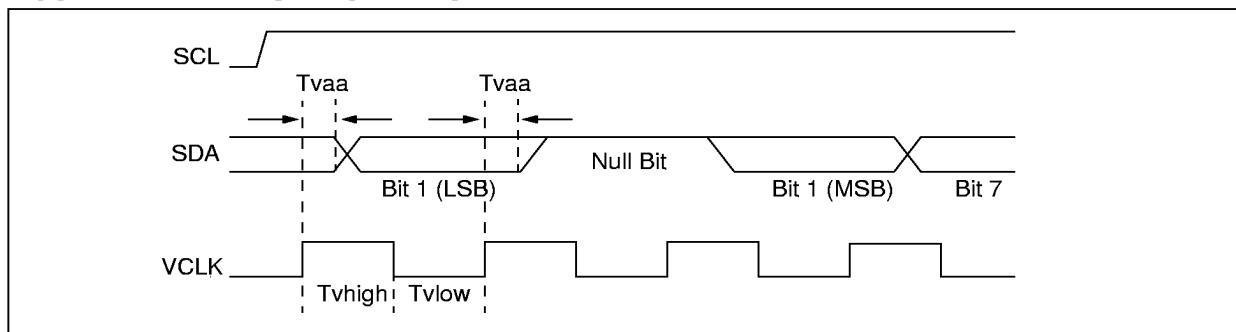 SCL
Tvaa Tvaa
SDA
Null Bit
Bit 1 (LSB) Bit 1 (MSB) Bit 7
VCLK
Tvhigh Tvlow